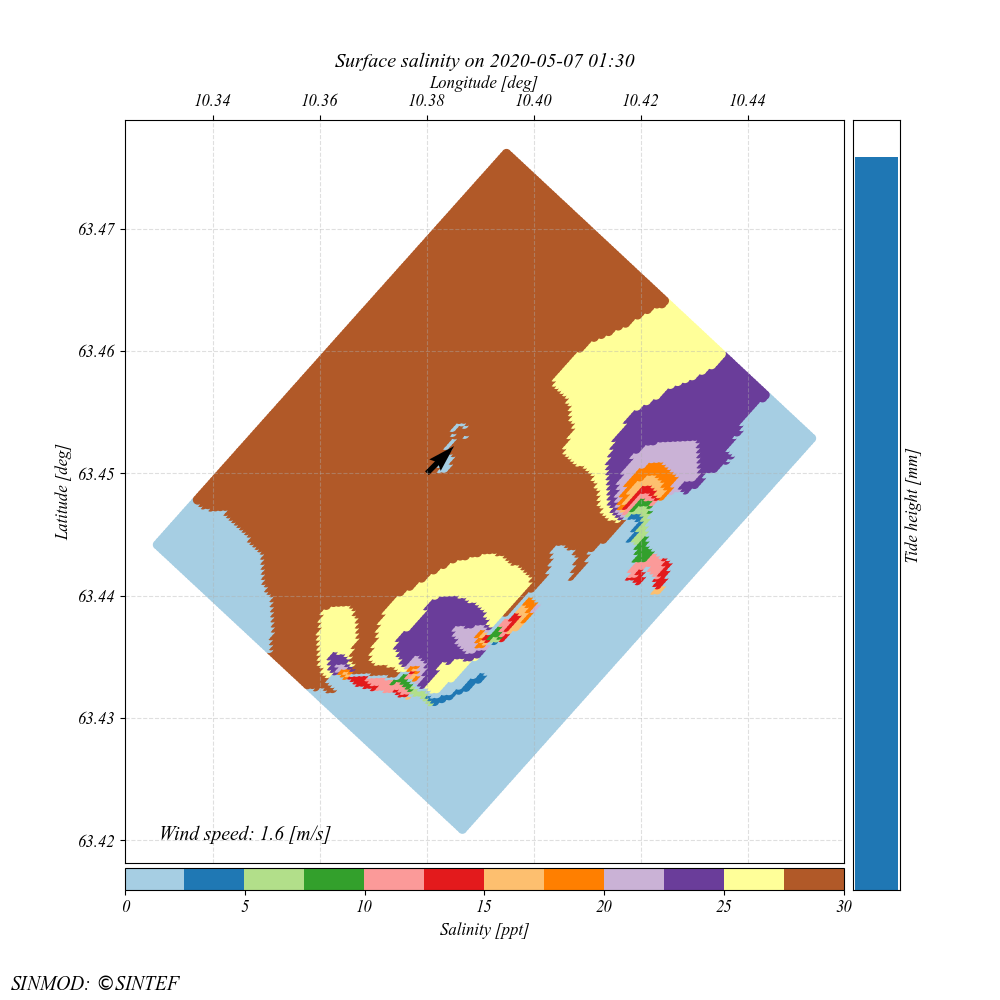 Surface salinity on 2020-05-07 01:30
Longitude [deg]
10.34 10.36 10.38 10.40 10.42 10.44
63.47
63.46
63.45
63.44
63.43
63.42
Latitude [deg]
Tide height [mm]
Wind speed: 1.6 [m/s]
0 5 10 15 20 25 30
Salinity [ppt]
SINMOD: ©SINTEF